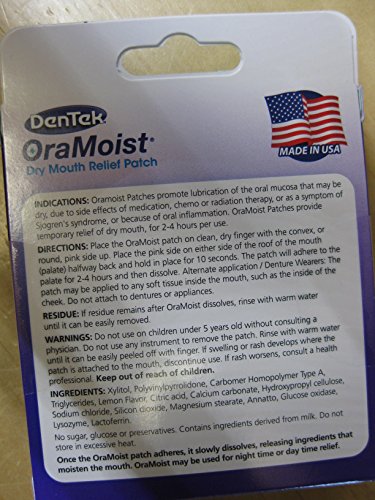 DenTek
OraMoist®
Dry Mouth Relief Patch
MADE IN USA
INDICATIONS: Oramoist Patches promote lubrication of the oral mucosa that may be
dry, due to side effects of medication, chemo or radiation therapy, or as a symptom of
Sjogren's syndrome, or because of oral inflammation. OraMoist Patches provide
temporary relief of dry mouth, for 2-4 hours per use.
DIRECTIONS: Place the OraMoist patch on clean, dry finger with the convex, or
round, pink side up. Place the pink side on either side of the roof of the mouth
(palate) halfway back and hold in place for 10 seconds. The patch will adhere to the
palate for 2-4 hours and then dissolve. Alternate application / Denture Wearers: The
patch may be applied to any soft tissue inside the mouth, such as the inside of the
cheek. Do not attach to dentures or appliances.
RESIDUE: If residue remains after OraMoist dissolves, rinse with warm water
until it can be easily removed.
WARNINGS: Do not use on children under 5 years old without consulting a
physician. Do not use any instrument to remove the patch. Rinse with warm water
until it can be easily peeled off with finger. If swelling or rash develops where the
patch is attached to the mouth, discontinue use. If rash worsens, consult a health
professional. Keep out of reach of children.
INGREDIENTS: Xylitol, Polyvinylpyrrolidone, Carbomer Homopolymer Type A,
Triglycerides, Lemon Flavor, Citric acid, Calcium carbonate, Hydroxypropyl cellulose,
Sodium chloride, Silicon dioxide, Magnesium stearate, Annatto, Glucose oxidase,
Lysozyme, Lactoferrin.
No sugar, glucose or preservatives. Contains ingredients derived from milk. Do not
store in excessive heat.
Once the OraMoist patch adheres, it slowly dissolves, releasing ingredients that
moisten the mouth. OraMoist may be used for night time or day time relief.